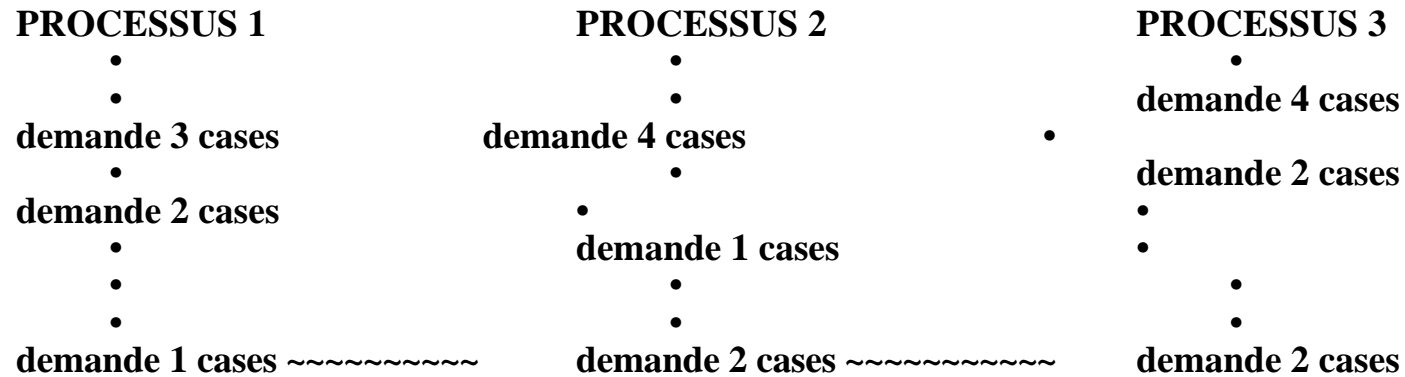 PROCESSUS 1 PROCESSUS 2 PROCESSUS 3
• • •
• • demande 4 cases
demande 3 cases demande 4 cases •
• • demande 2 cases
demande 2 cases • •
• demande 1 cases •
• • •
• • •
demande 1 cases ~~~~~~~~~~ demande 2 cases ~~~~~~~~~~~ demande 2 cases